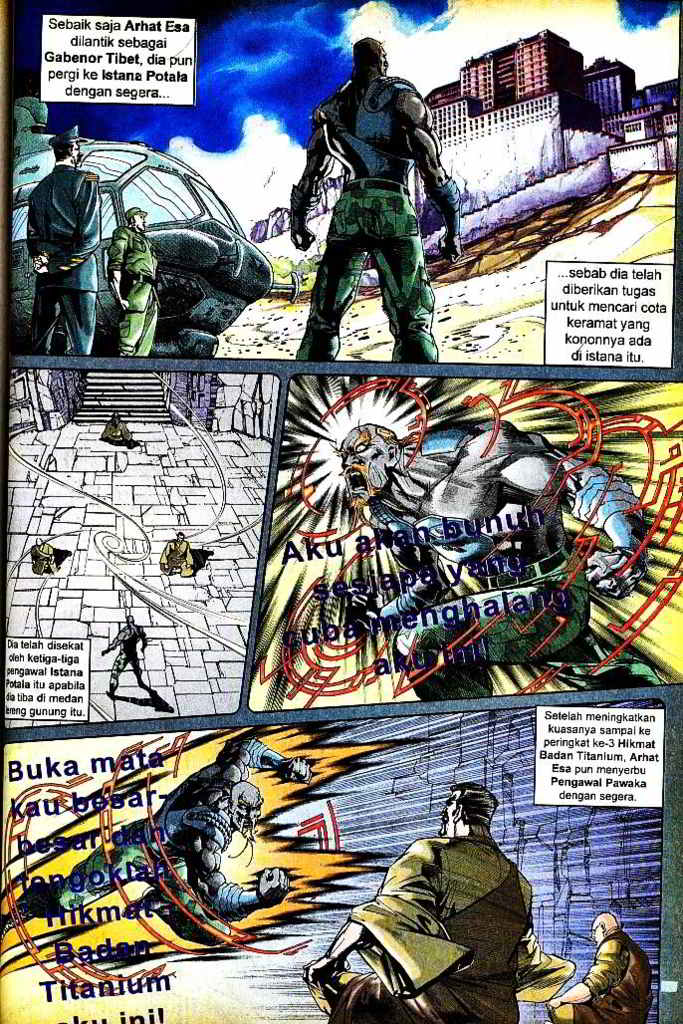 Sebaik saja Arhat Esa
dilantik sebagai
Gabenor Tibet, dia pun
pergi ke Istana Potala
dengan segera...
...sebab dia telah
diberikan tugas
untuk mencari cota
keramat yang
kononnya ada
di istana itu.
Dia telah disekat
oleh ketiga-tiga
pengawal Istana
Potala itu apabila
dia tiba di medan
lereng gunung itu.
Aku akan bunuh
sesiapa yang
cuba menghalang
aku ini!
Setelah meningkatkan
kuasanya sampai ke
peringkat ke-3 Hikmat
Badan Titanium, Arhat
Esa pun menyerbu
Pengawal Pawaka
dengan segera.
Buka mata
kau besar-
besar dan
tengoklah
Hikmat
Badan
Titanium
aku ini!